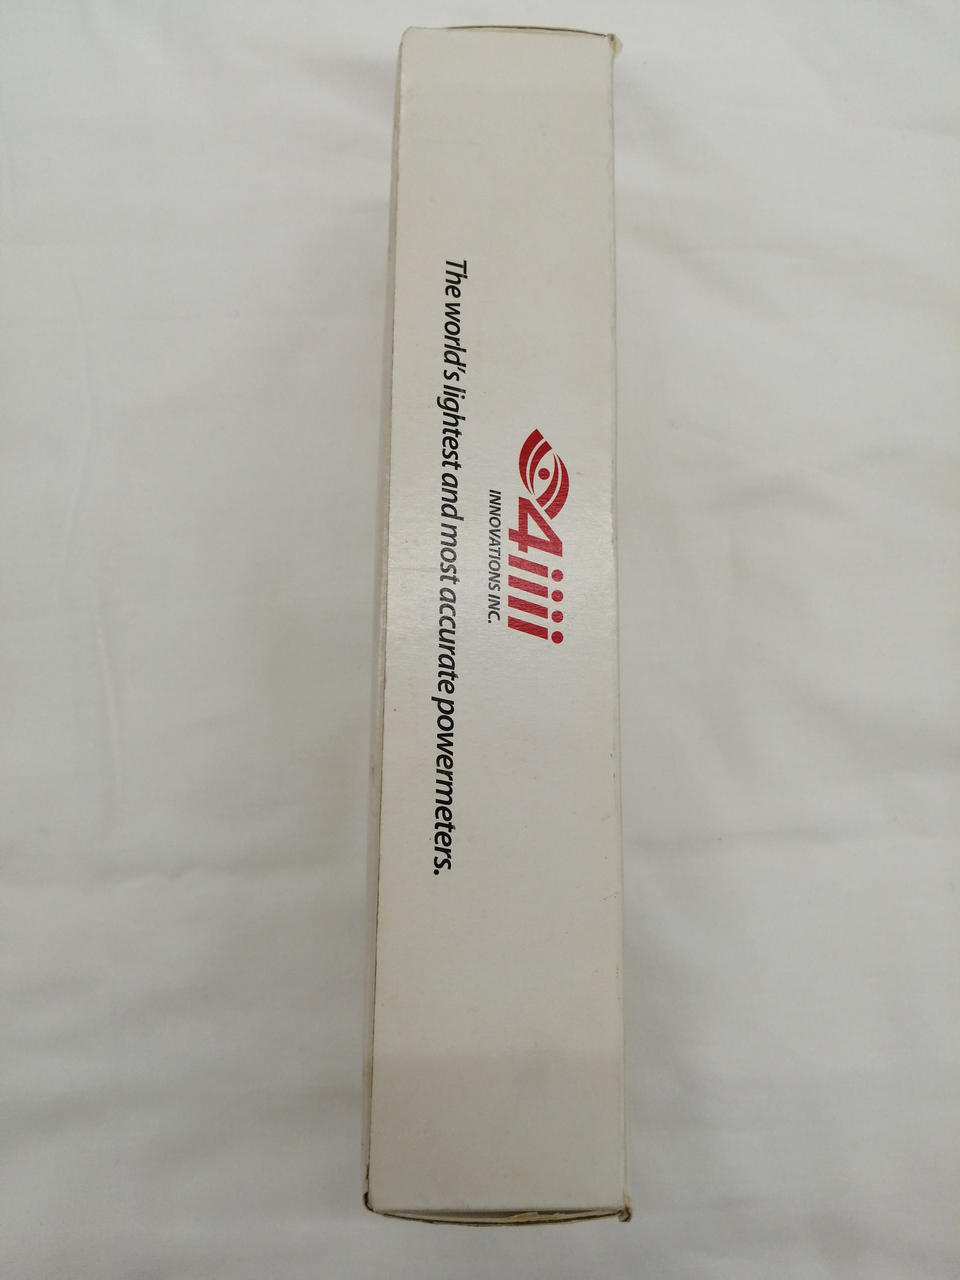 4iiii
INNOVATIONS INC.
The world's lightest and most accurate powermeters.